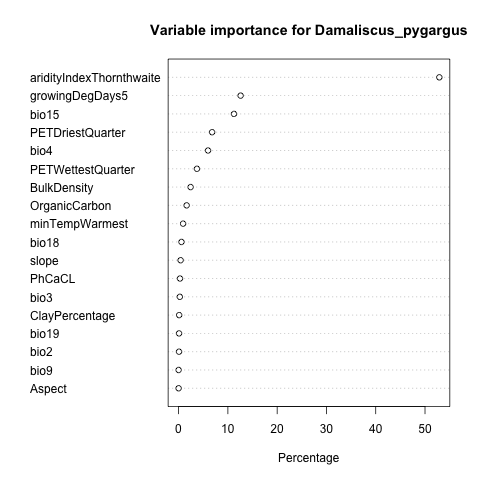 Variable importance for Damaliscus_pygargus
aridityIndexThornthwaite
growingDegDays5
bio15
PETDriestQuarter
bio4
PETWettestQuarter
BulkDensity
OrganicCarbon
minTempWarmest
bio18
slope
PhCaCL
bio3
ClayPercentage
bio19
bio2
bio9
Aspect
0 10 20 30 40 50
Percentage